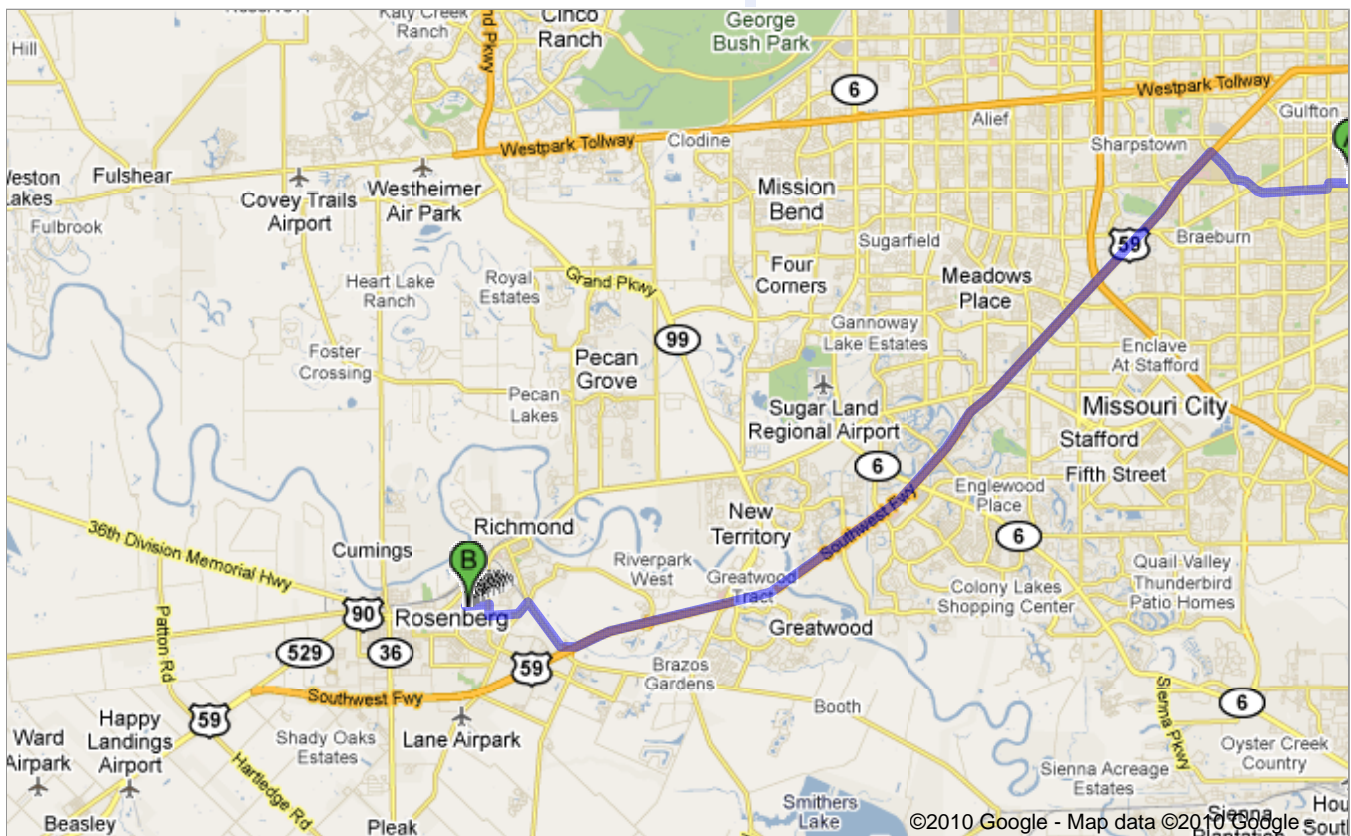 Katy Creek
Ranch
Cinco
Ranch
George
Bush Park
Hill
nd Pkwy
6
Westpark Tollway
Gulfton
Alief
Sharpstown
A
Westpark Tollway
Clodine
Weston
Lakes
Fulshear
Covey Trails
Airport
Westheimer
Air Park
Mission
Bend
Fulbrook
Sugarfield
59
Braeburn
Heart Lake
Ranch
Royal
Estates
Grand Pkwy
Four
Corners
Meadows
Place
99
Gannoway
Lake Estates
Foster
Crossing
Pecan
Grove
Enclave
At Stafford
Pecan
Lakes
Sugar Land
Regional Airport
Missouri City
Stafford
6
Fifth Street
Englewood
Place
36th Division Memorial Hwy
Cumings
Richmond
New
Territory
Southwest Fwy
6
B
Riverpark
West
Greatwood
Tract
Colony Lakes
Shopping Center
Quail Valley
Thunderbird
Patio Homes
90
Rosenberg
Greatwood
Patton Rd
529
36
59
Brazos
Gardens
Southwest Fwy
Booth
Sienna Pkwy
6
59
Happy
Landings
Airport
Ward
Airpark
Shady Oaks
Estates
Lane Airpark
Oyster Creek
Country
Hartledge Rd
Sienna Acreage
Estates
Smithers
Lake
Beasley
Pleak
©2010 Google - Map data ©2010 Google -